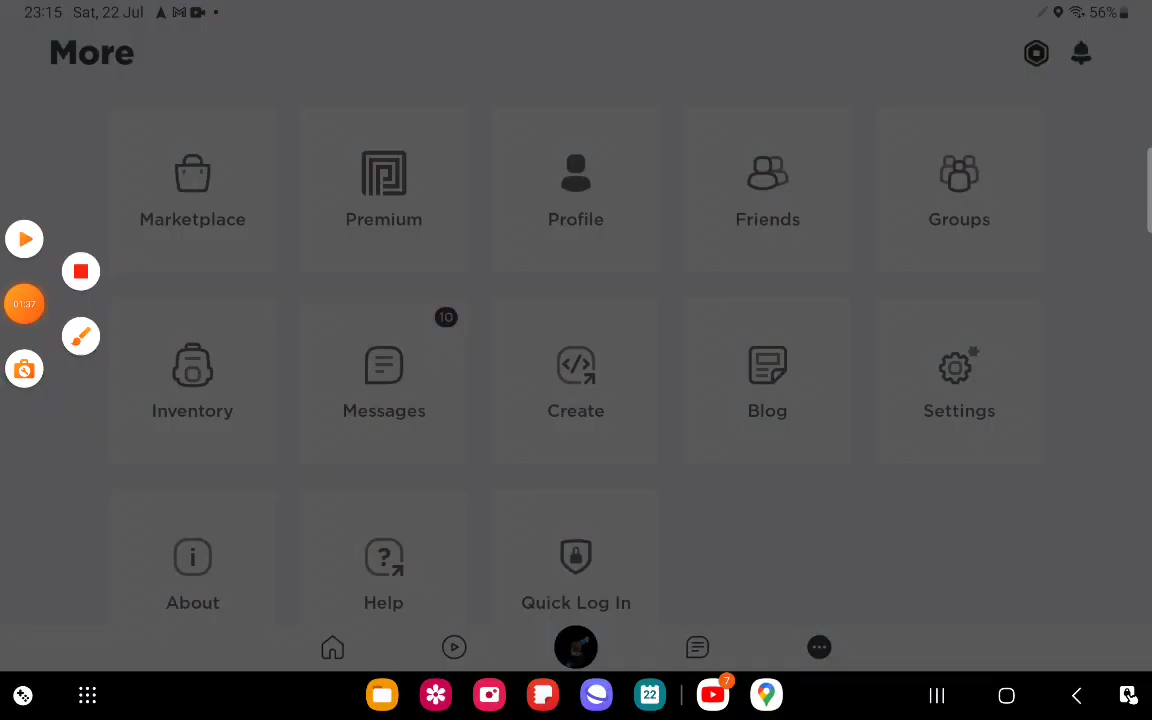 23:15 Sat, 22 Jul
56%
More
Marketplace
Premium
Profile
Friends
Groups
01:37
10
Inventory
Messages
Create
Blog
Settings
About
Help
Quick Log In
22
7